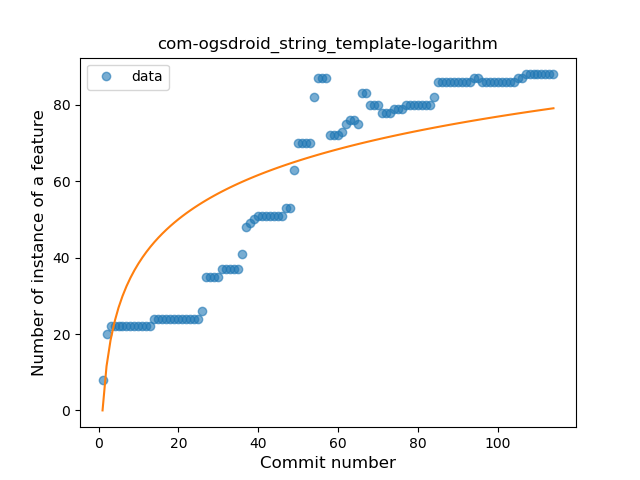 com-ogsdroid_string_template-logarithm
data
Number of instance of a feature
80
60
40
20
0
0 20 40 60 80 100
Commit number